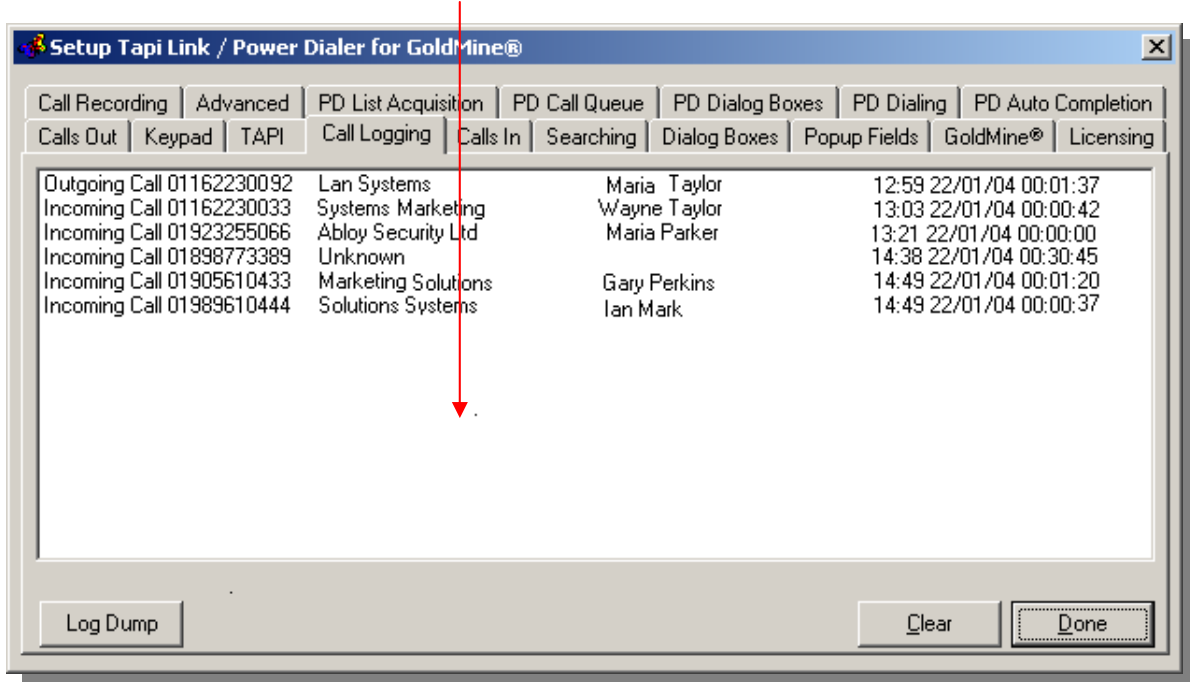 Setup Tapi Link / Power Dialer for GoldMine®
Call Recording Advanced PD List Acquisition PD Call Queue PD Dialog Boxes PD Dialing PD Auto Completion
Calls Out Keypad TAPI Call Logging Calls In Searching Dialog Boxes Popup Fields GoldMine® Licensing
Outgoing Call 01162230092 Lan Systems Maria Taylor 12:59 22/01/04 00:01:37
Incoming Call 01162230033 Systems Marketing Wayne Taylor 13:03 22/01/04 00:00:42
Incoming Call 01923255066 Abloy Security Ltd Maria Parker 13:21 22/01/04 00:00:00
Incoming Call 01898773389 Unknown 14:38 22/01/04 00:30:45
Incoming Call 01905610433 Marketing Solutions Gary Perkins 14:49 22/01/04 00:01:20
Incoming Call 01989610444 Solutions Systems Ian Mark 14:49 22/01/04 00:00:37
Log Dump Clear Done